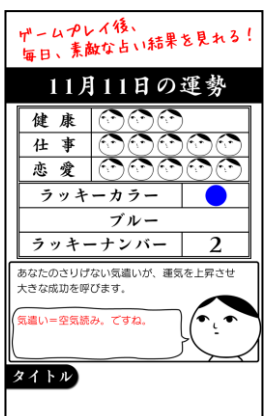 ゲームプレイ後、
毎日、素敵な占い結果を見れる！
11月11日の運勢
健康
仕事
恋愛
ラッキーカラー
ブルー
ラッキーナンバー 2
あなたのさりげない気遣いが、運気を上昇させ
大きな成功を呼びます。
気遣い＝空気読み。ですね。
タイトル